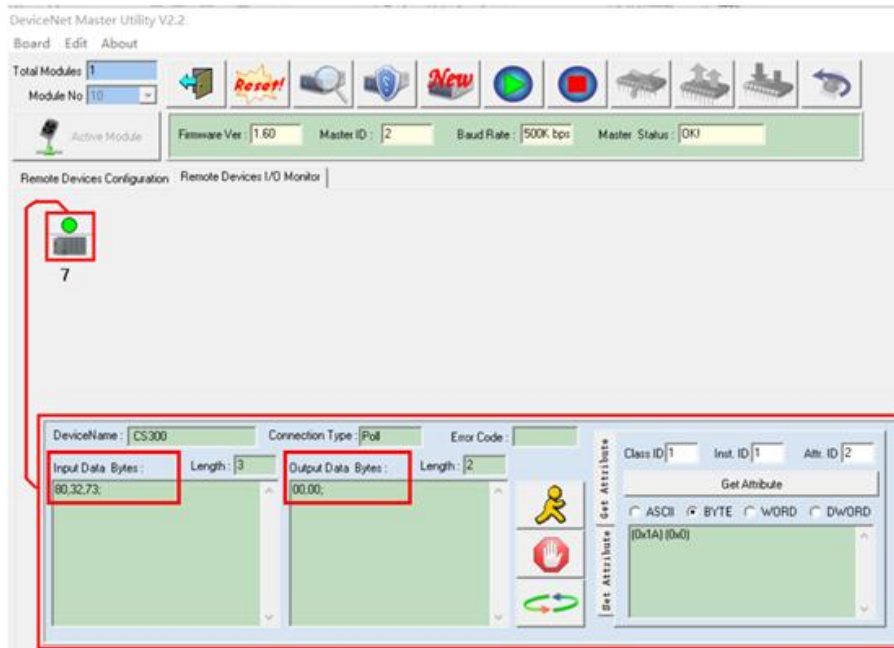 DeviceNet Master Utility V2.2
Board Edit About
Total Modules 1
Module No 10
Reset!
New
Active Module
Firmware Ver : 1.60 Master ID : 2 Baud Rate : 500K bps Master Status : OK!
Remote Devices Configuration Remote Devices I/O Monitor
7
DeviceName : CS300 Connection Type : Poll Error Code :
Input Data Bytes : Length : 3 Output Data Bytes : Length : 2
80,32,73;
00,00;
Get Attribute
Set Attribute
Class ID 1 Inst. ID 1 Attr. ID 2
Get Attribute
ASCII BYTE WORD DWORD
(0x1A) (0x0)